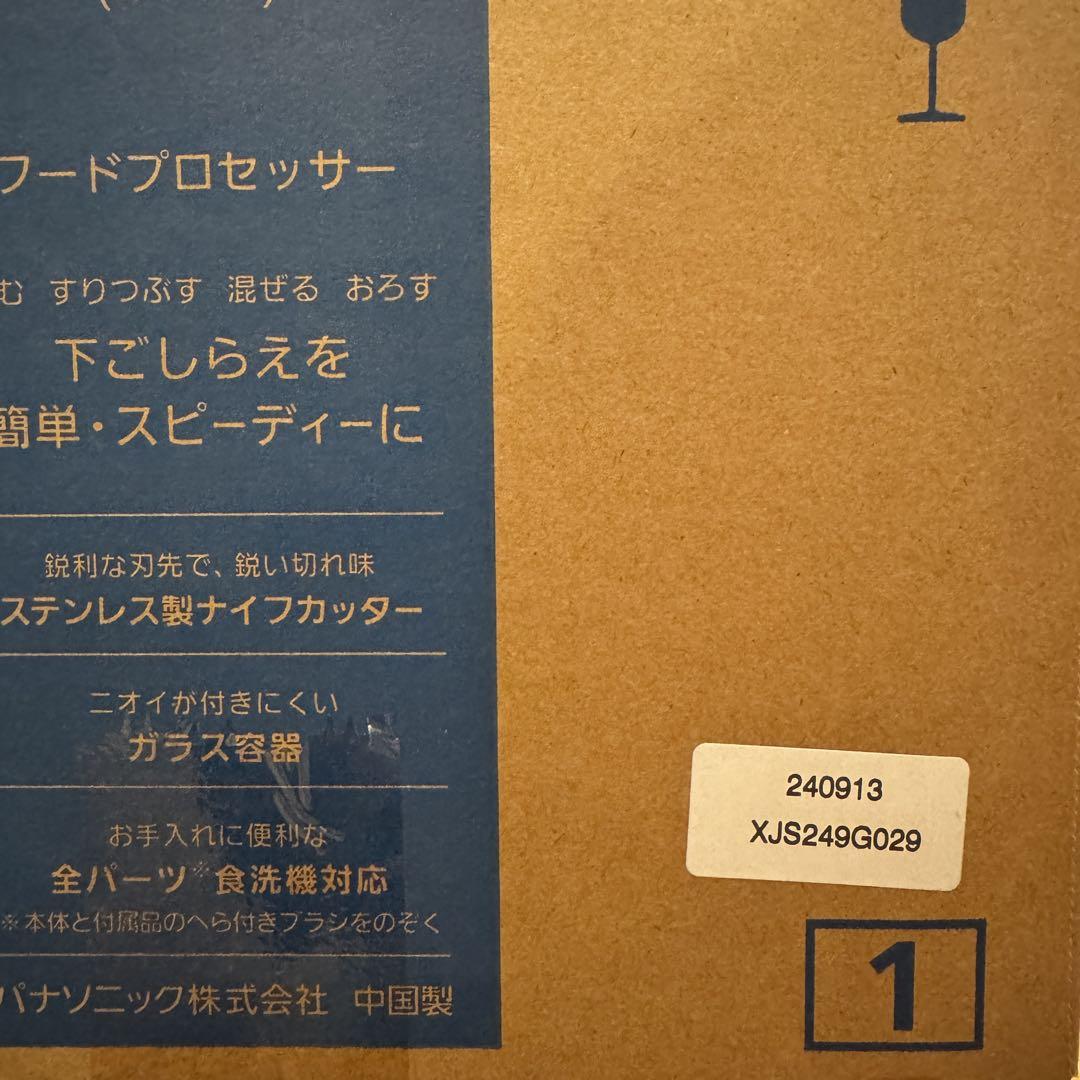 フードプロセッサー
む すりつぶす 混ぜる おろす
下ごしらえを
簡単・スピーディーに
鋭利な刃先で、鋭い切れ味
ステンレス製ナイフカッター
ニオイが付きにくい
ガラス容器
お手入れに便利な
全パーツ※食洗機対応
※本体と付属品のへら付きブラシをのぞく
パナソニック株式会社 中国製
240913
XJS249G029
1